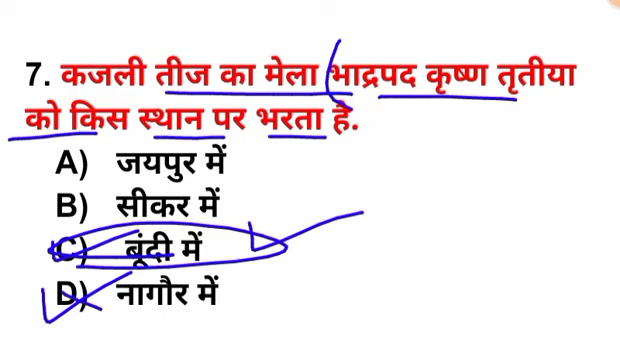 7. कजली तीज का मेला भाद्रपद कृष्ण तृतीया
को किस स्थान पर भरता है.
A) जयपुर में
B) सीकर में
C) बूंदी में
D) नागौर में